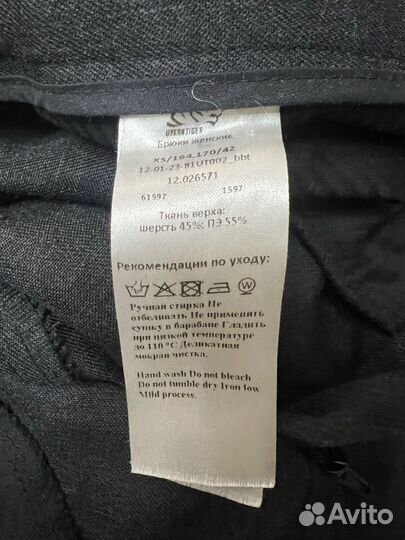 UPERSTIGER
Брюки женские
XS/164,170/42
12-01-23-81UT002_bbt
12.026571
61597 1597
Ткань верха:
шерсть 45%; ПЭ 55%
Рекомендации по уходу:
W
Ручная стирка Не
отбеливать Не применять
сушку в барабане Гладить
при низкой температуре
до 110 °C Деликатная
мокрая чистка.
Hand wash Do not bleach
Do not tumble dry Iron low
Mild process.
Avito